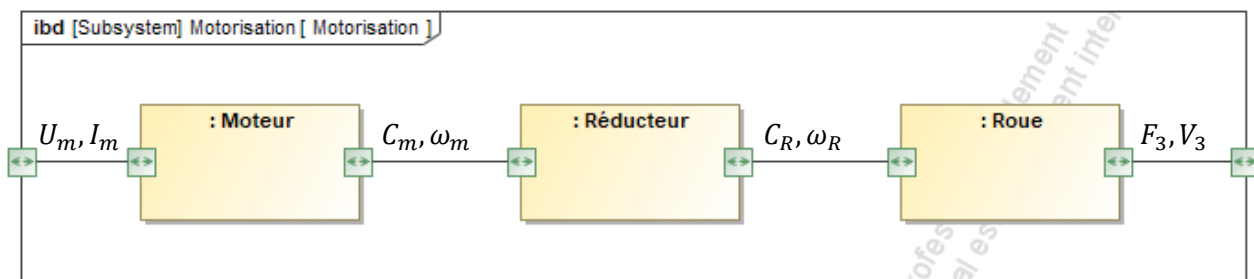 ibd [Subsystem] Motorisation [ Motorisation ]
: Moteur
: Réducteur
: Roue
U_m, I_m
C_m, ω_m
C_R, ω_R
F_3, V_3